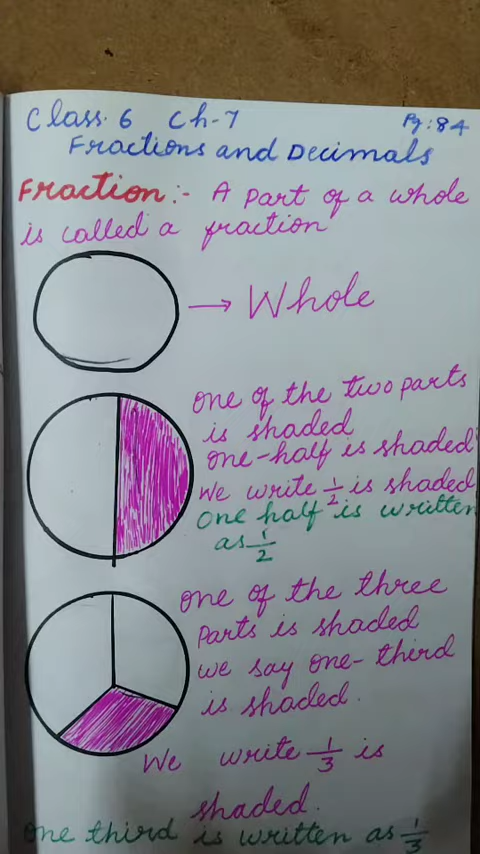 Class. 6 Ch-7 Pg: 84
Fractions and Decimals
Fraction:- A part of a whole
is called a fraction
→ Whole
One of the two parts
is shaded
One-half is shaded
We write 1/2 is shaded
One half is written
as 1/2
One of the three
parts is shaded
we say one-third
is shaded.
We write 1/3 is
shaded.
One third is written as 1/3